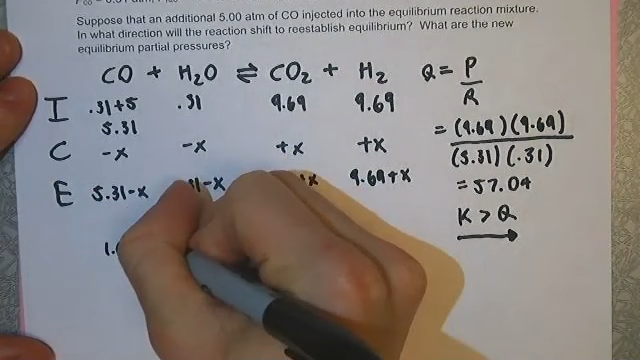 Suppose that an additional 5.00 atm of CO injected into the equilibrium reaction mixture.
In what direction will the reaction shift to reestablish equilibrium? What are the new
equilibrium partial pressures?
CO + H₂O ⇌ CO₂ + H₂ Q = P/R
I .31+5 .31 9.69 9.69
5.31
= (9.69)(9.69)/(5.31)(.31)
C -x -x +x +x
E 5.31-x .31-x +x 9.69+x
= 57.04
K > Q
→